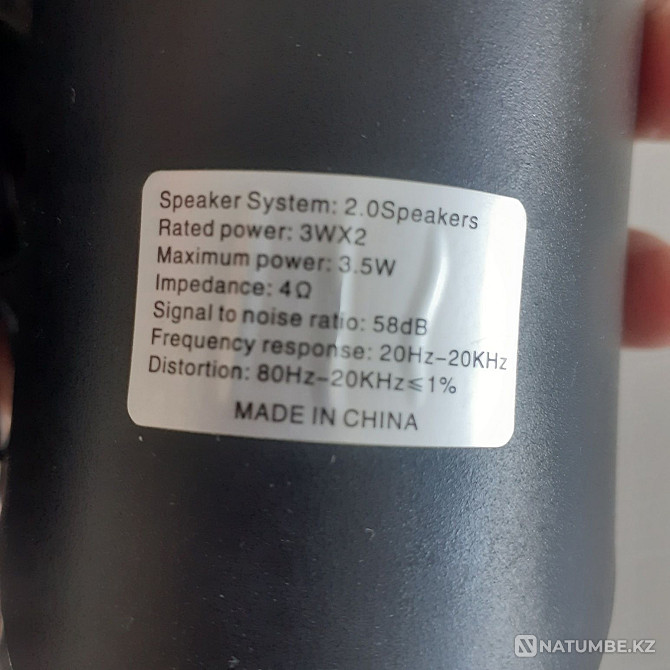 Speaker System: 2.0Speakers
Rated power: 3WX2
Maximum power: 3.5W
Impedance: 4Ω
Signal to noise ratio: 58dB
Frequency response: 20Hz-20KHz
Distortion: 80Hz-20KHz≤1%
MADE IN CHINA
NATUMBE.KZ